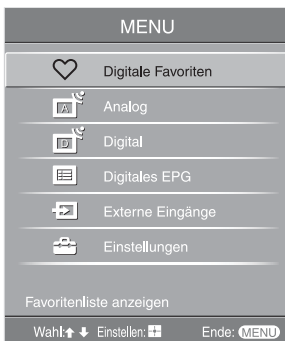 MENU
Digitale Favoriten
A Analog
D Digital
Digitales EPG
Externe Eingänge
Einstellungen
Favoritenliste anzeigen
Wahl: Einstellen: Ende: MENU